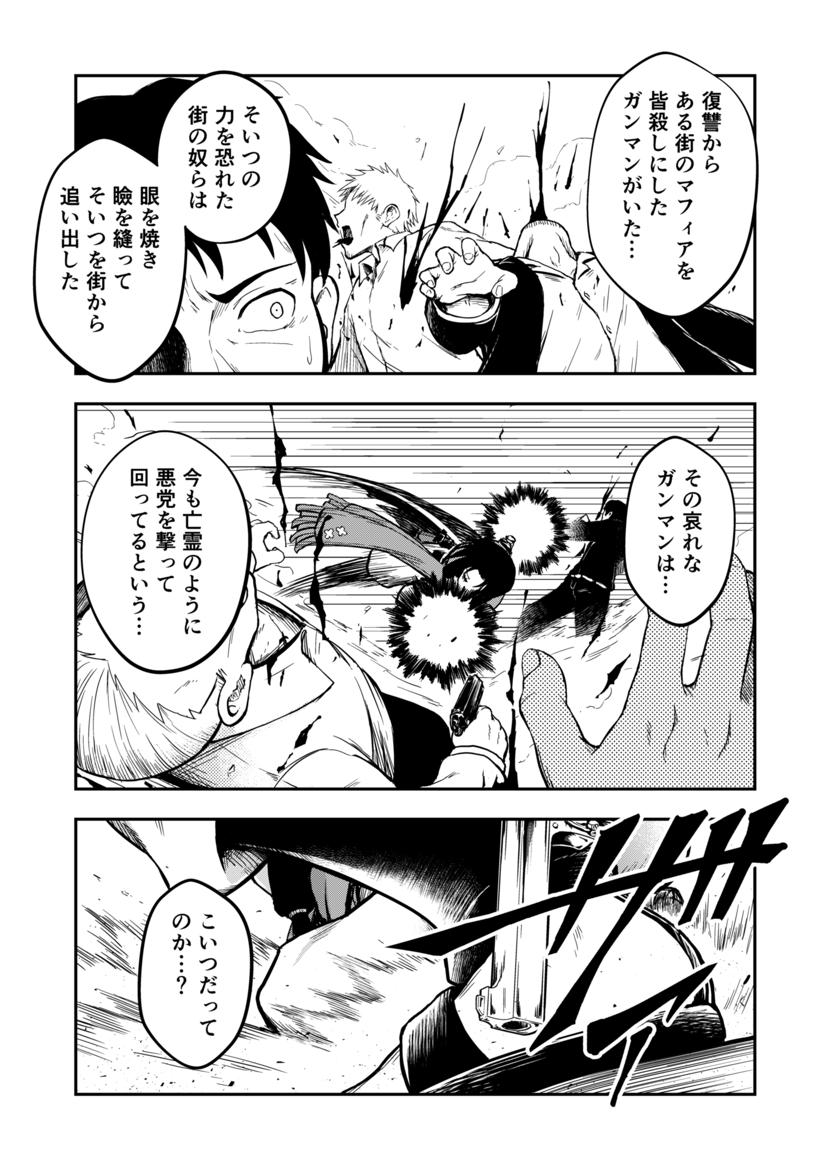 復讐から
ある街のマフィアを
皆殺しにした
ガンマンがいた…
そいつの
力を恐れた
街の奴らは
眼を焼き
瞼を縫って
そいつを街から
追い出した
その哀れな
ガンマンは…
今も亡霊のように
悪党を撃って
回ってるという…
ザザッ
こいつだって
のか…?